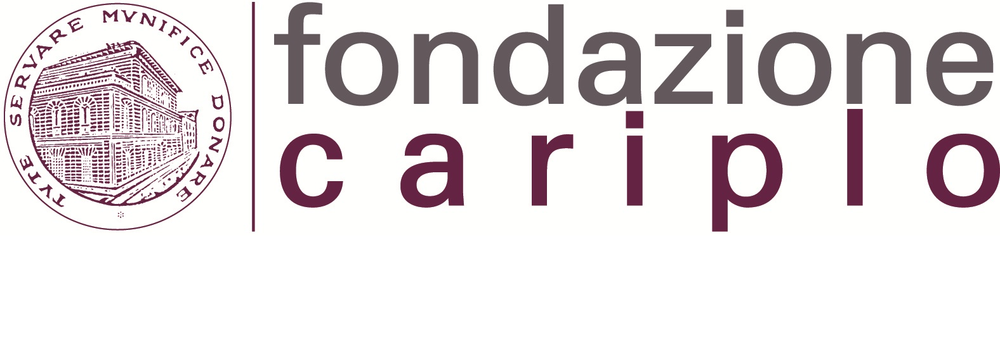 TVTE SERVARE MVNIFICE DONARE
fondazione
cariplo